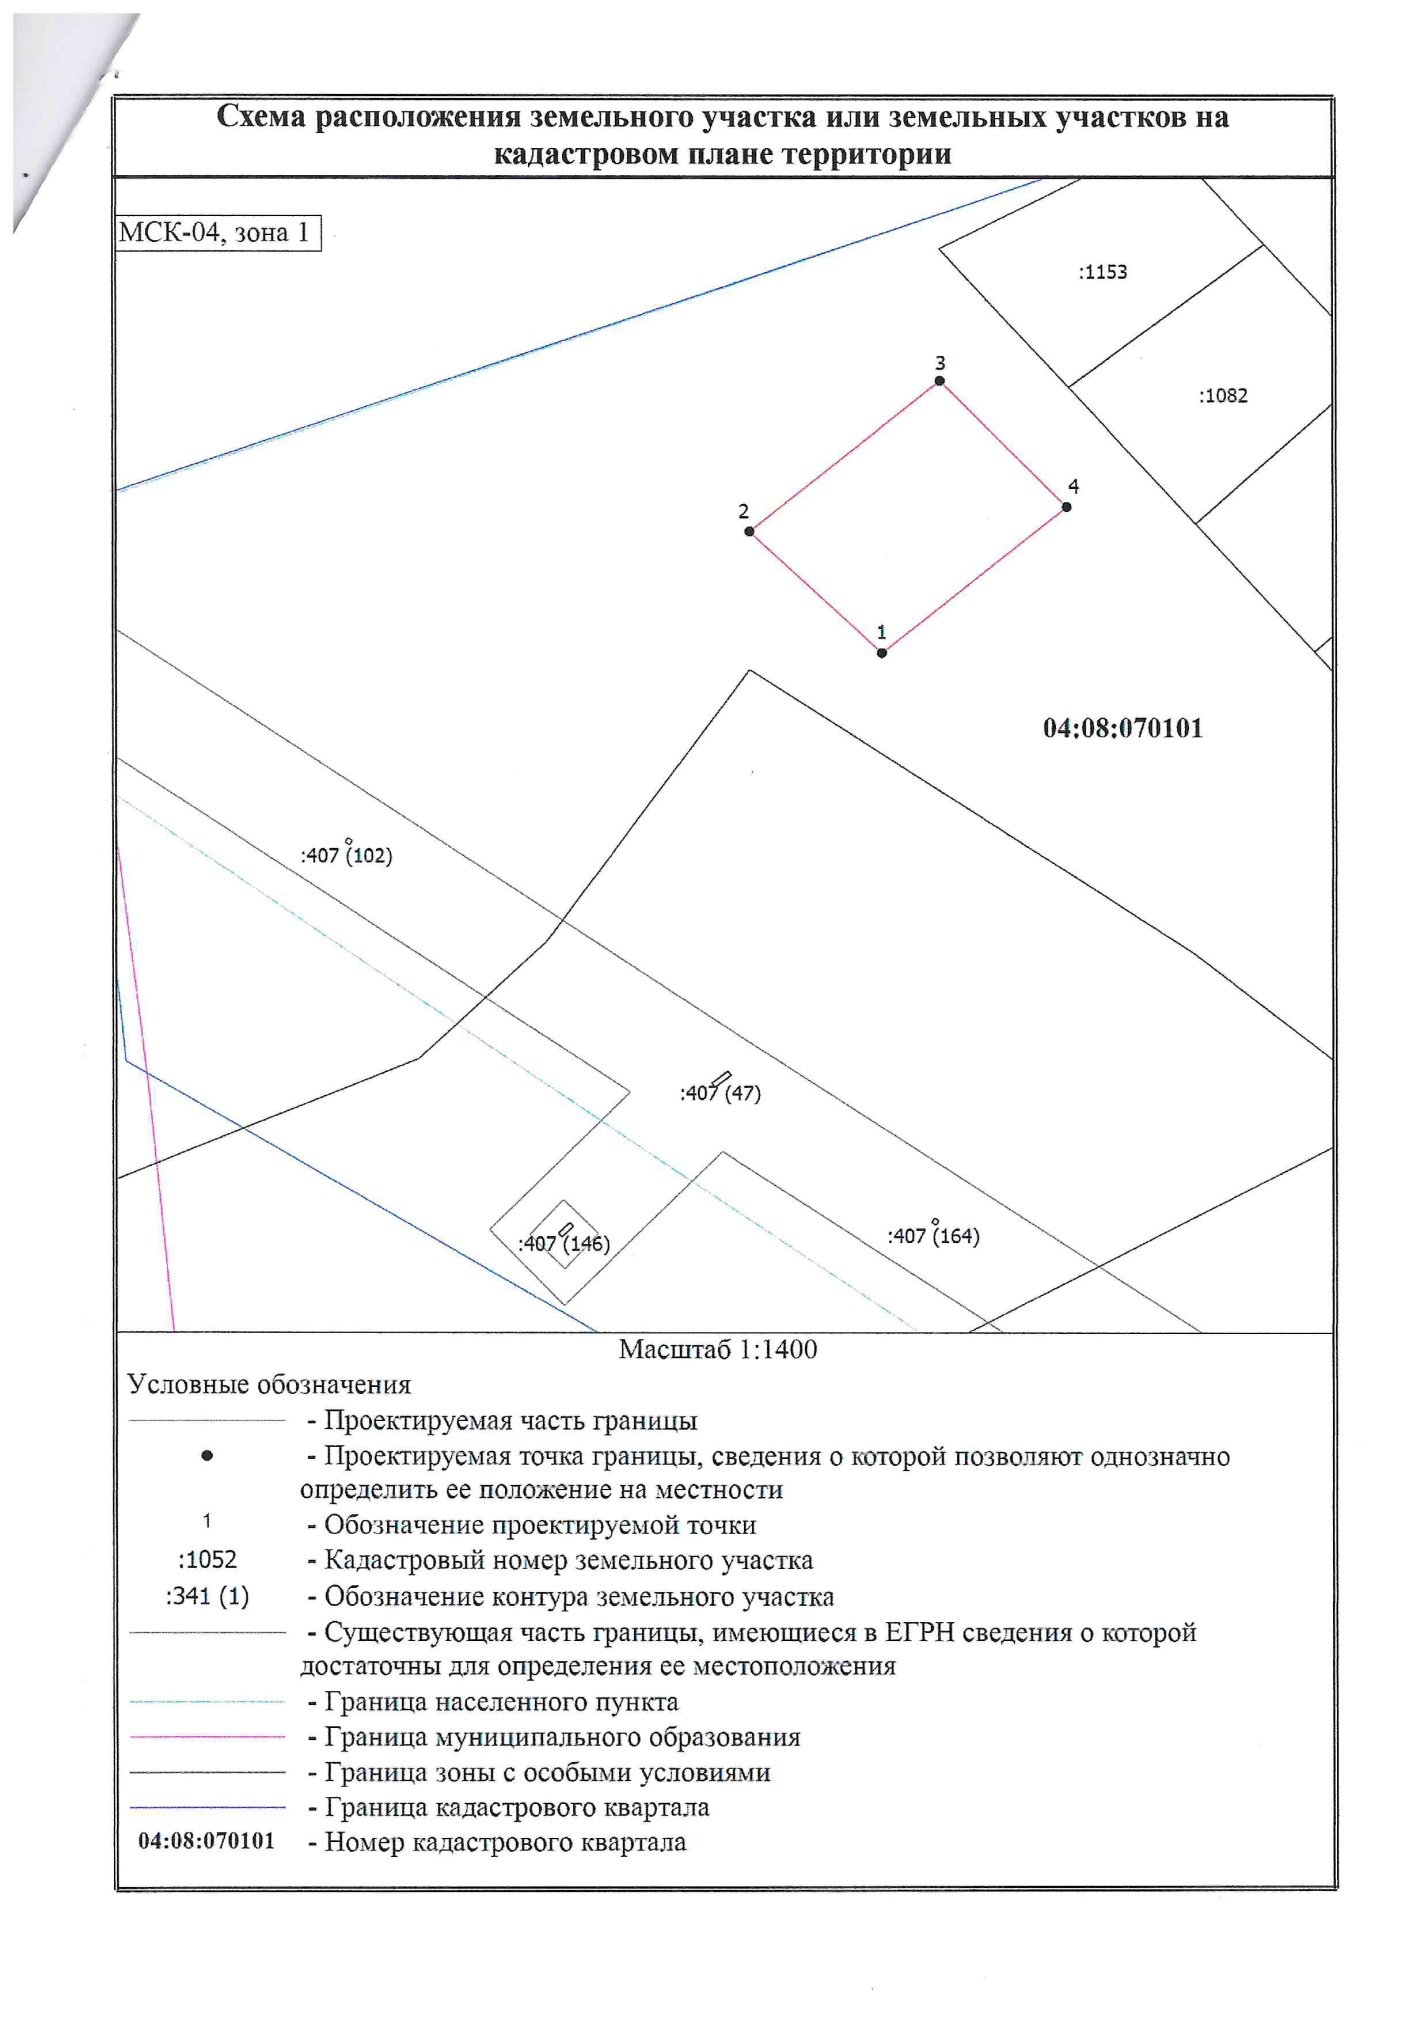 Схема расположения земельного участка или земельных участков на
кадастровом плане территории
МСК-04, зона 1
:1153
3
:1082
4
2
1
04:08:070101
:407 (102)
:407 (47)
:407 (164)
:407 (146)
Масштаб 1:1400
Условные обозначения
- Проектируемая часть границы
- Проектируемая точка границы, сведения о которой позволяют однозначно
определить ее положение на местности
1 - Обозначение проектируемой точки
:1052 - Кадастровый номер земельного участка
:341 (1) - Обозначение контура земельного участка
- Существующая часть границы, имеющиеся в ЕГРН сведения о которой
достаточны для определения ее местоположения
- Граница населенного пункта
- Граница муниципального образования
- Граница зоны с особыми условиями
- Граница кадастрового квартала
04:08:070101 - Номер кадастрового квартала